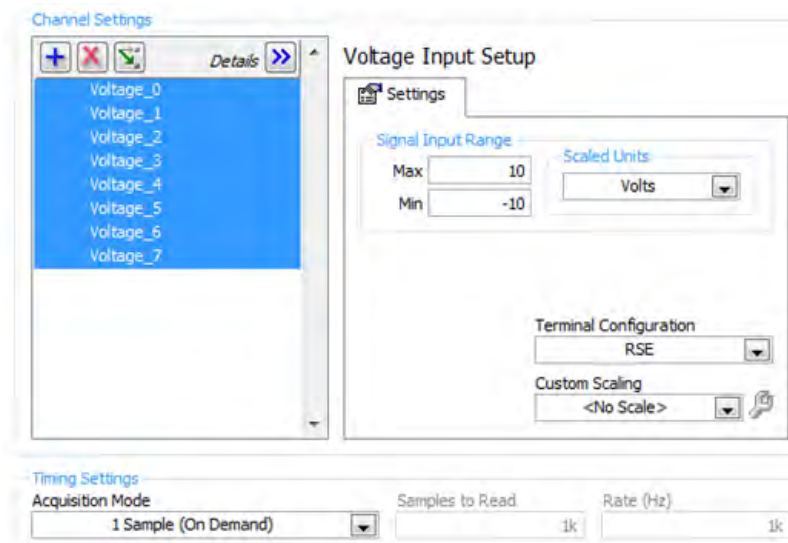 Channel Settings
Details
Voltage_0
Voltage_1
Voltage_2
Voltage_3
Voltage_4
Voltage_5
Voltage_6
Voltage_7
Voltage Input Setup
Settings
Signal Input Range
Max 10
Min -10
Scaled Units
Volts
Terminal Configuration
RSE
Custom Scaling
<No Scale>
Timing Settings
Acquisition Mode
1 Sample (On Demand)
Samples to Read
1k
Rate (Hz)
1k